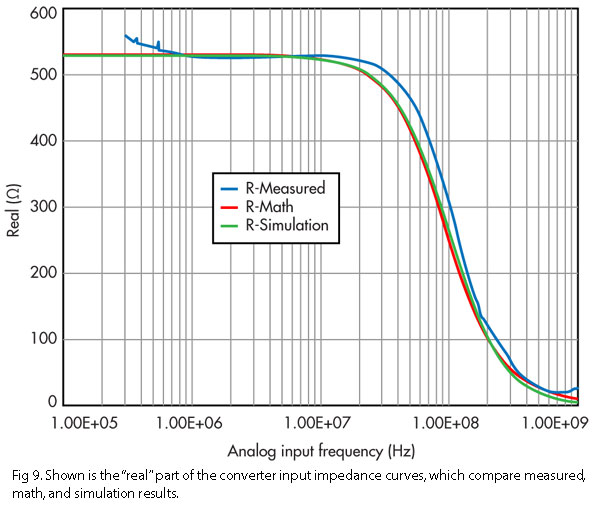 600
500
400
300
200
100
0
Real (Ω)
R-Measured
R-Math
R-Simulation
1.00E+05 1.00E+06 1.00E+07 1.00E+08 1.00E+09
Analog input frequency (Hz)
Fig 9. Shown is the “real” part of the converter input impedance curves, which compare measured,
math, and simulation results.